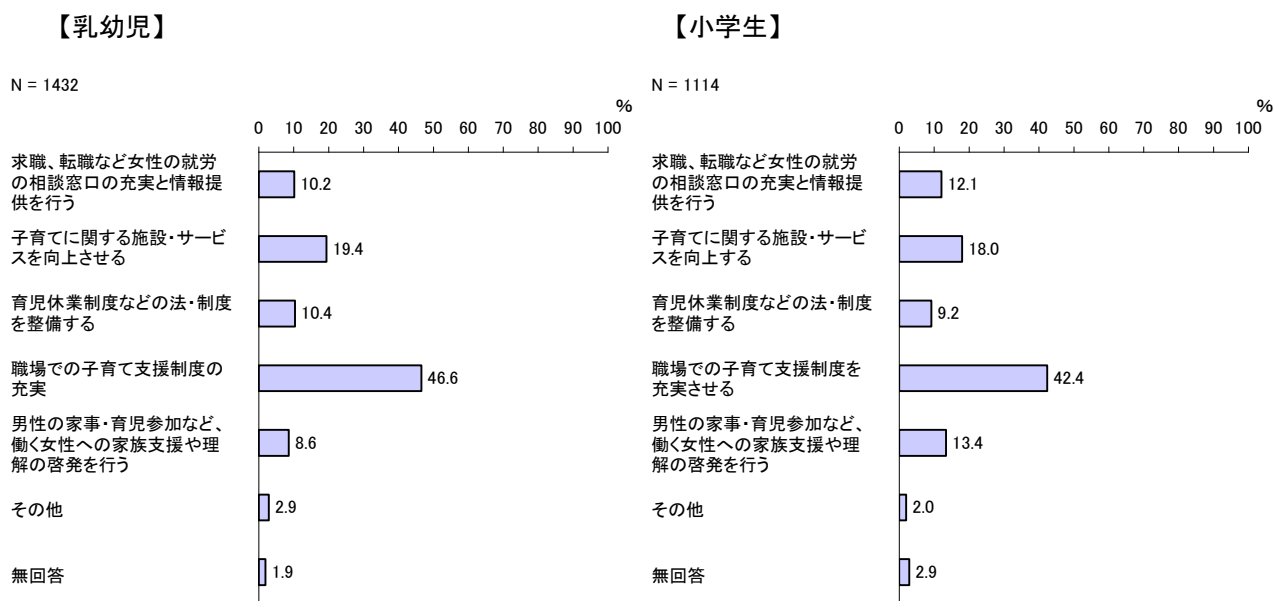 【乳幼児】
N = 1432
%
0 10 20 30 40 50 60 70 80 90 100
求職、転職など女性の就労
の相談窓口の充実と情報提
供を行う
10.2
子育てに関する施設・サービ
スを向上させる
19.4
育児休業制度などの法・制度
を整備する
10.4
職場での子育て支援制度の
充実
46.6
男性の家事・育児参加など、
働く女性への家族支援や理
解の啓発を行う
8.6
その他
2.9
無回答
1.9
【小学生】
N = 1114
%
0 10 20 30 40 50 60 70 80 90 100
求職、転職など女性の就労
の相談窓口の充実と情報提
供を行う
12.1
子育てに関する施設・サービ
スを向上する
18.0
育児休業制度などの法・制度
を整備する
9.2
職場での子育て支援制度を
充実させる
42.4
男性の家事・育児参加など、
働く女性への家族支援や理
解の啓発を行う
13.4
その他
2.0
無回答
2.9